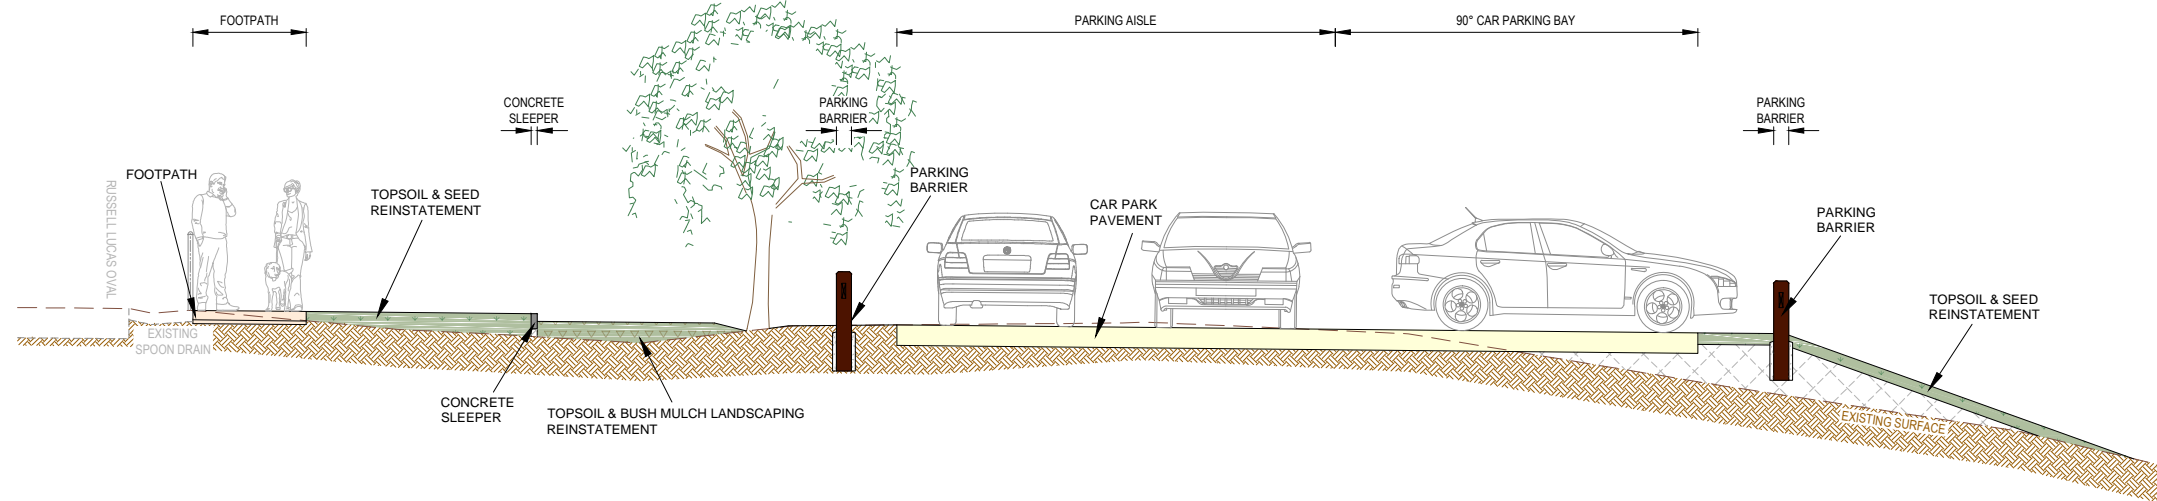 FOOTPATH
PARKING AISLE
90° CAR PARKING BAY
CONCRETE
SLEEPER
PARKING
BARRIER
PARKING
BARRIER
FOOTPATH
RUSSELL LUCAS OVAL
TOPSOIL & SEED
REINSTATEMENT
PARKING
BARRIER
CAR PARK
PAVEMENT
PARKING
BARRIER
TOPSOIL & SEED
REINSTATEMENT
EXISTING
SPOON DRAIN
CONCRETE
SLEEPER
TOPSOIL & BUSH MULCH LANDSCAPING
REINSTATEMENT
EXISTING SURFACE